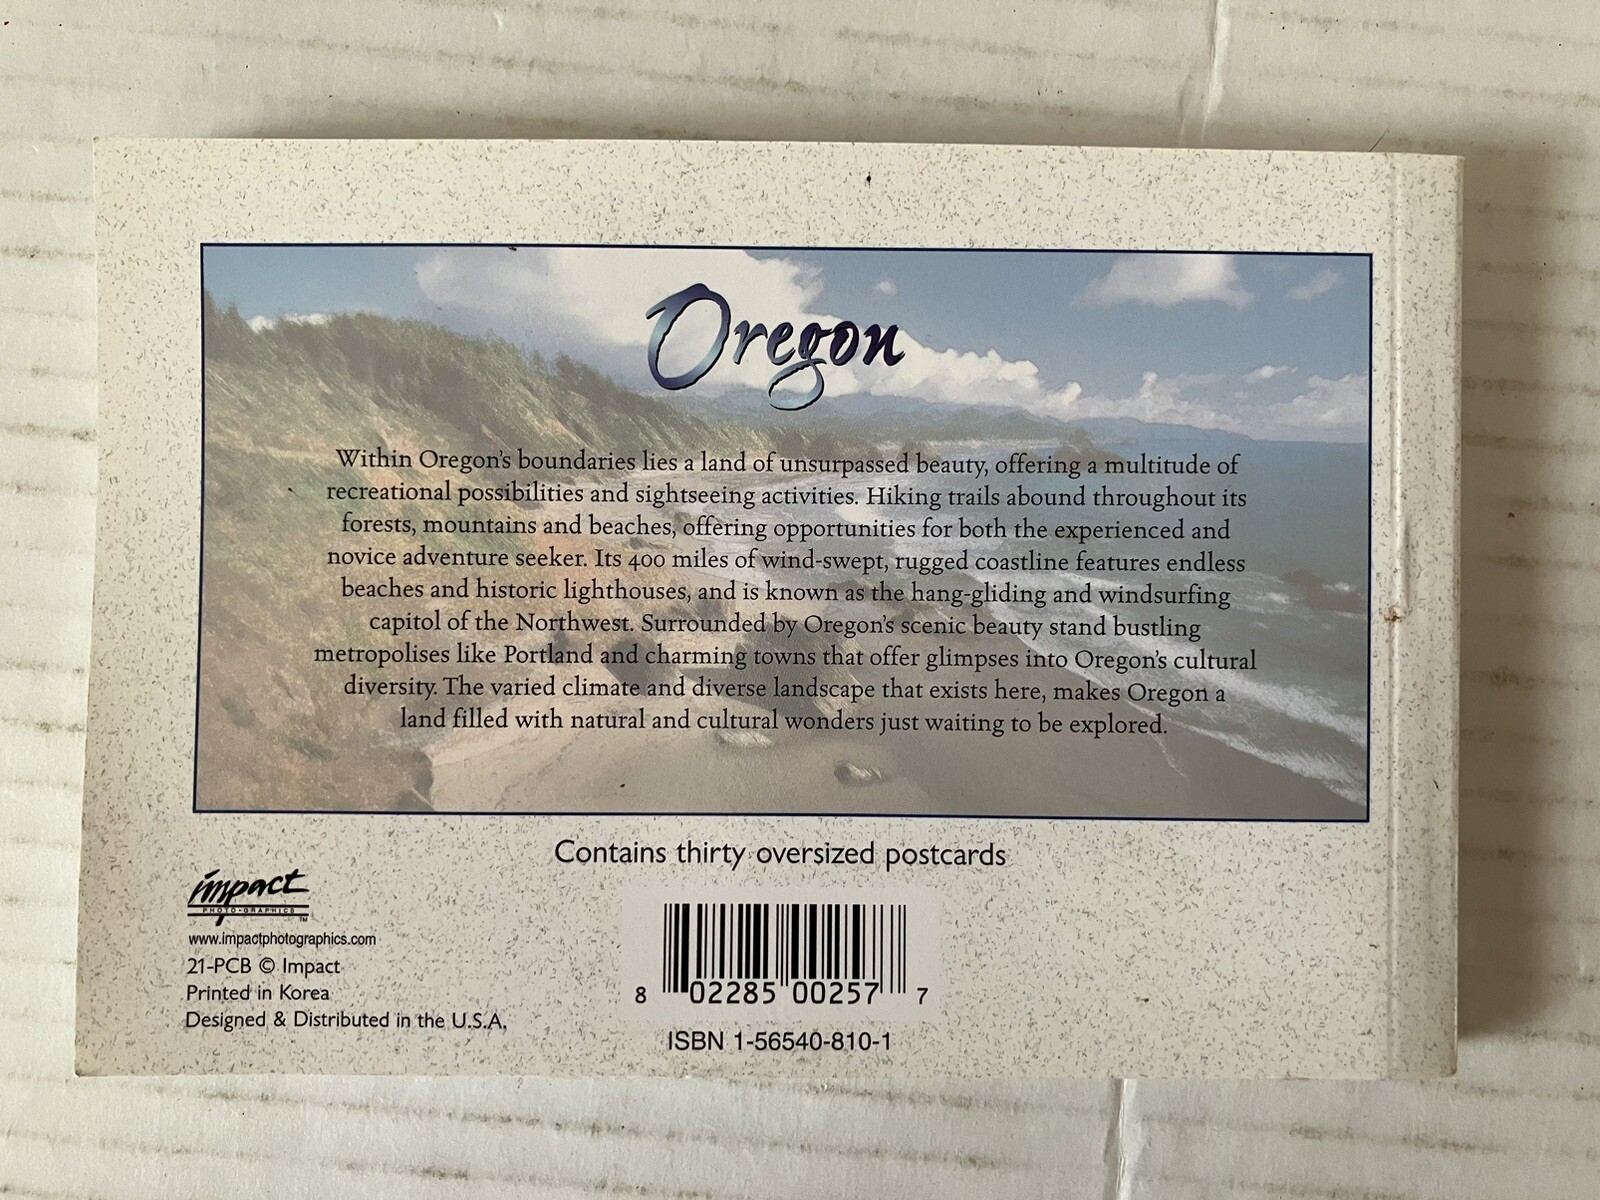 Oregon
Within Oregon's boundaries lies a land of unsurpassed beauty, offering a multitude of
recreational possibilities and sightseeing activities. Hiking trails abound throughout its
forests, mountains and beaches, offering opportunities for both the experienced and
novice adventure seeker. Its 400 miles of wind-swept, rugged coastline features endless
beaches and historic lighthouses, and is known as the hang-gliding and windsurfing
capitol of the Northwest. Surrounded by Oregon's scenic beauty stand bustling
metropolises like Portland and charming towns that offer glimpses into Oregon's cultural
diversity. The varied climate and diverse landscape that exists here, makes Oregon a
land filled with natural and cultural wonders just waiting to be explored.
Contains thirty oversized postcards
impact
PHOTO•GRAPHICS™
www.impactphotographics.com
21-PCB © Impact
Printed in Korea
Designed & Distributed in the U.S.A.
8 02285 00257 7
ISBN 1-56540-810-1